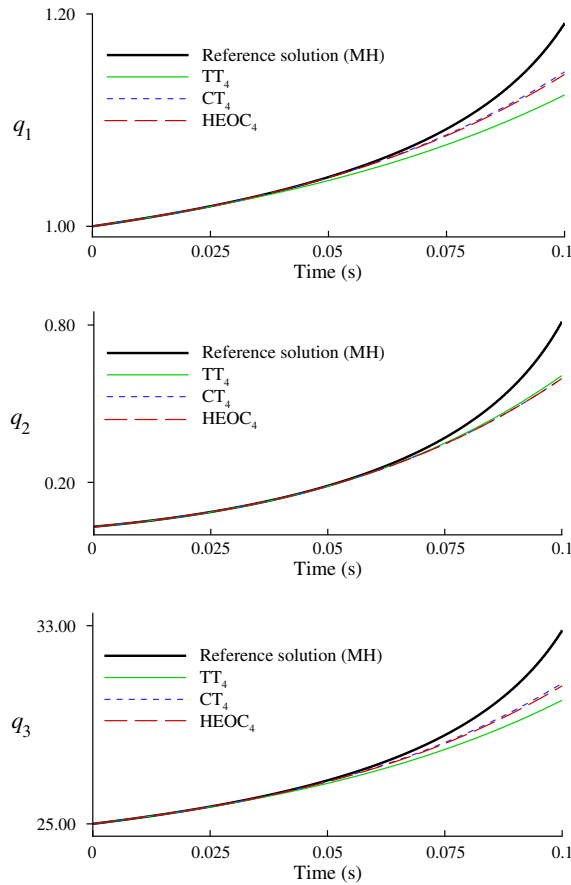 1.20
Reference solution (MH)
TT₄
CT₄
HEOC₄
q₁
1.00
0 0.025 0.05 0.075 0.1
Time (s)
0.80
Reference solution (MH)
TT₄
CT₄
HEOC₄
q₂
0.20
0 0.025 0.05 0.075 0.1
Time (s)
33.00
Reference solution (MH)
TT₄
CT₄
HEOC₄
q₃
25.00
0 0.025 0.05 0.075 0.1
Time (s)